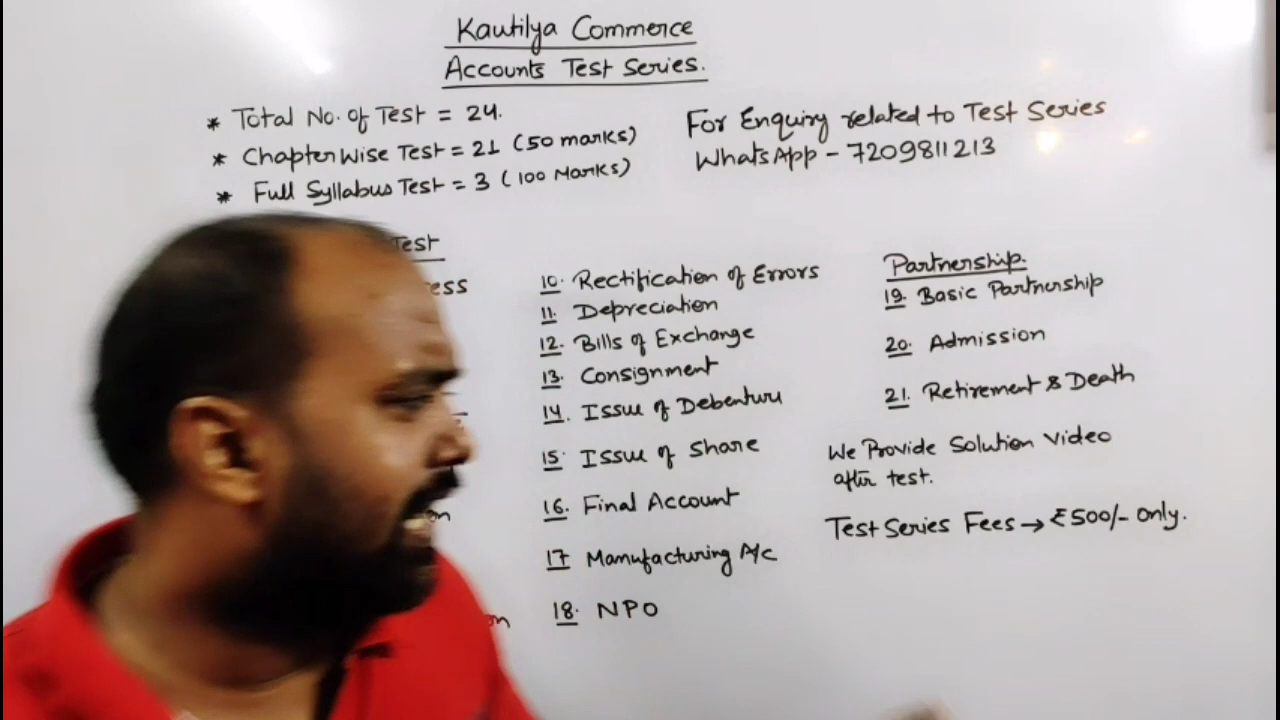 Kautilya Commerce
Accounts Test Series.
* Total No. of Test = 24.
* Chapter Wise Test = 21 (50 marks)
* Full Syllabus Test = 3 (100 Marks)
For Enquiry related to Test Series
WhatsApp - 7209811213
Test
10. Rectification of Errors
11. Depreciation
12. Bills of Exchange
13. Consignment
14. Issue of Debenture
15. Issue of Share
16. Final Account
17 Manufacturing A/c
18. NPO
Partnership.
19. Basic Partnership
20. Admission
21. Retirement & Death
We Provide Solution Video
after test.
Test Series Fees → ₹500/- Only.